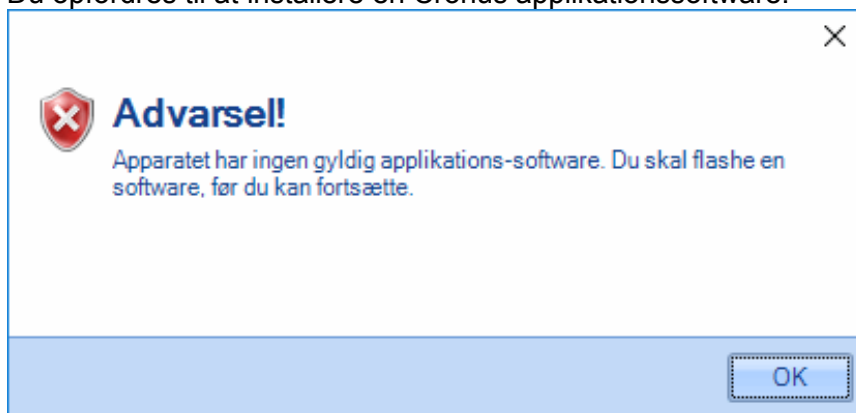 Du opfordres til at installere en Cronus applikationssoftware.
Advarsel!
Apparatet har ingen gyldig applikations-software. Du skal flashe en
software, før du kan fortsætte.
OK